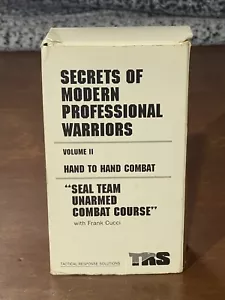 SECRETS OF
MODERN
PROFESSIONAL
WARRIORS
VOLUME II
HAND TO HAND COMBAT
"SEAL TEAM
UNARMED
COMBAT COURSE"
with Frank Cucci
TRS
TACTICAL RESPONSE SOLUTIONS